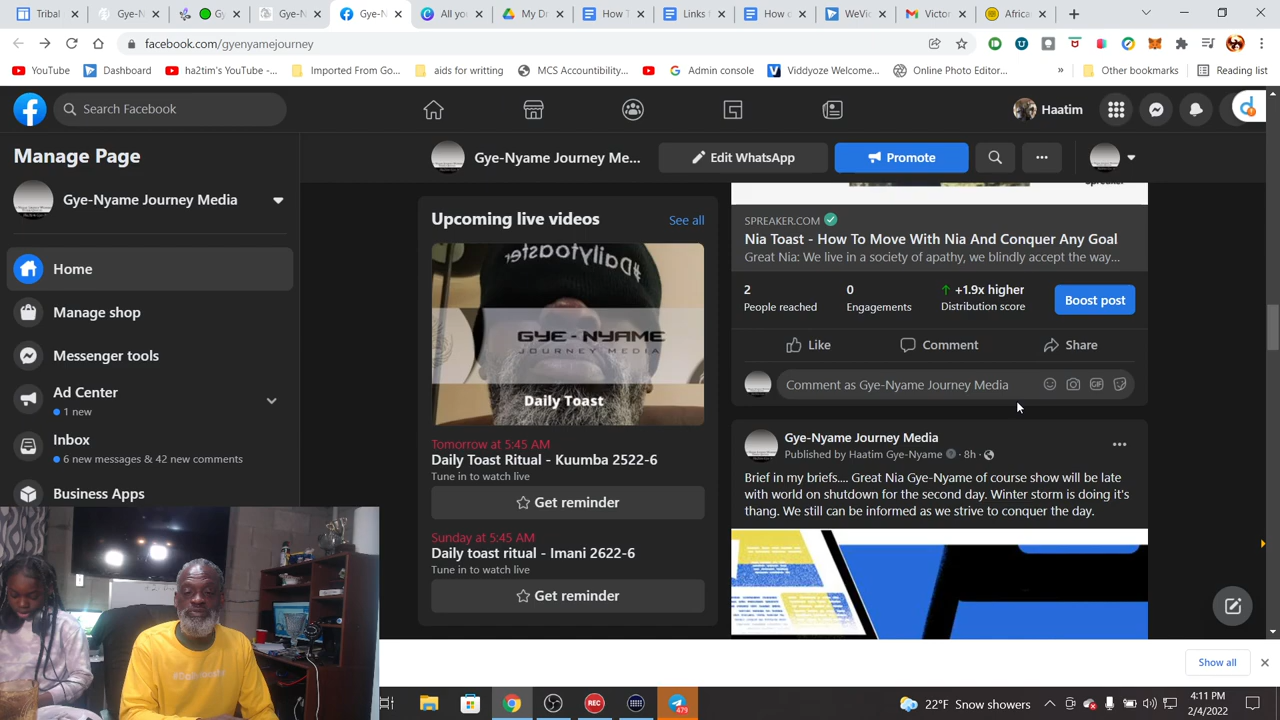 Tribal
Gye-N
Gy
Gye-N
Gye-N
All yo
My Dr
How T
Links f
How c
WeVie
Victor
Africa
facebook.com/gyenyamejourney
YouTube
Dashboard
ha2tim's YouTube -...
Imported From Go...
aids for writting
MCS Accountibility...
Admin console
Viddyoze Welcome...
Online Photo Editor...
»
Other bookmarks
Reading list
Search Facebook
Haatim
Manage Page
Gye-Nyame Journey Media
Home
Manage shop
Messenger tools
Ad Center
1 new
Inbox
6 new messages & 42 new comments
Business Apps
Gye-Nyame Journey Me...
Edit WhatsApp
Promote
Upcoming live videos
See all
#Dailytoaster
GYE-NYAME
JOURNEY MEDIA
Daily Toast
Tomorrow at 5:45 AM
Daily Toast Ritual - Kuumba 2522-6
Tune in to watch live
Get reminder
Sunday at 5:45 AM
Daily toast ritual - Imani 2622-6
Tune in to watch live
Get reminder
SPREAKER.COM
Nia Toast - How To Move With Nia And Conquer Any Goal
Great Nia: We live in a society of apathy, we blindly accept the way...
2
People reached
0
Engagements
+1.9x higher
Distribution score
Boost post
Like
Comment
Share
Comment as Gye-Nyame Journey Media
GIF
Gye-Nyame Journey Media
Published by Haatim Gye-Nyame · 8h ·
Brief in my briefs.... Great Nia Gye-Nyame of course show will be late
with world on shutdown for the second day. Winter storm is doing it's
thang. We still can be informed as we strive to conquer the day.
Show all
REC
479
22°F Snow showers
4:11 PM
2/4/2022